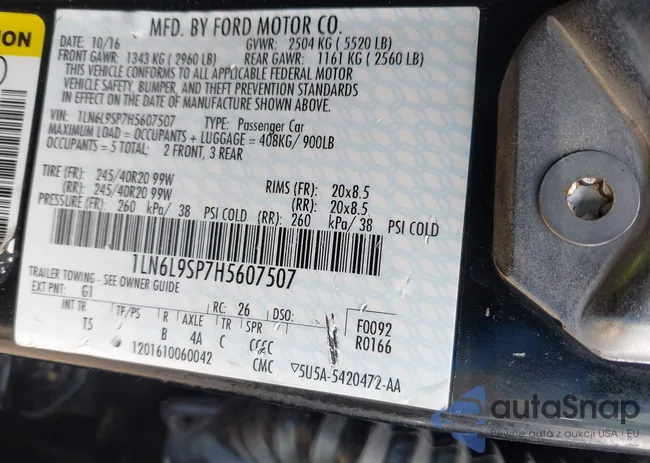 ION
MFD. BY FORD MOTOR CO.
DATE: 10/16 GVWR: 2504 KG ( 5520 LB)
FRONT GAWR: 1343 KG ( 2960 LB) REAR GAWR: 1161 KG ( 2560 LB)
THIS VEHICLE CONFORMS TO ALL APPLICABLE FEDERAL MOTOR
VEHICLE SAFETY, BUMPER, AND THEFT PREVENTION STANDARDS
IN EFFECT ON THE DATE OF MANUFACTURE SHOWN ABOVE.
VIN: 1LN6L9SP7H5607507 TYPE: Passenger Car
MAXIMUM LOAD = OCCUPANTS + LUGGAGE = 408KG/ 900LB
OCCUPANTS = 5 TOTAL: 2 FRONT, 3 REAR
TIRE (FR): 245/40R20 99W RIMS (FR): 20x8.5
(RR): 245/40R20 99W (RR): 20x8.5
PRESSURE (FR): 260 kPa/ 38 PSI COLD (RR): 260 kPa/ 38 PSI COLD
1LN6L9SP7H5607507
TRAILER TOWING - SEE OWNER GUIDE
EXT PNT: G1 RC: 26 DSO: F0092
INT TR TP/PS R AXLE TR SPR R0166
T5 B 4A C
1201610060042 CMC ▽5U5A-5420472-AA
autaSnap
Pewne auta z aukcji USA i EU